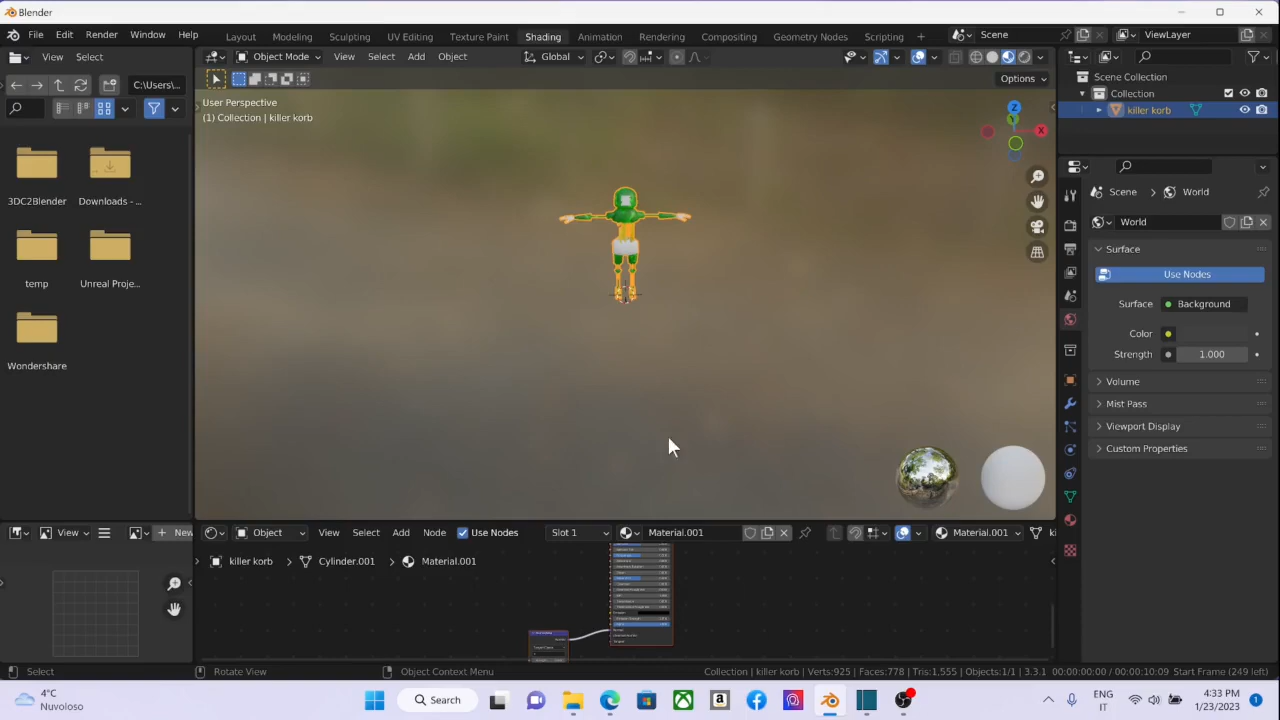 Blender
File Edit Render Window Help Layout Modeling Sculpting UV Editing Texture Paint Shading Animation Rendering Compositing Geometry Nodes Scripting Scene ViewLayer
View Select Object Mode View Select Add Object Global
C:\Users\... Options
User Perspective
(1) Collection | killer korb
Z
Y
X
Scene Collection
Collection
killer korb
Scene World
World
Surface
Use Nodes
Surface Background
Color
Strength 1.000
Volume
Mist Pass
Viewport Display
Custom Properties
3DC2Blender Downloads - ...
temp Unreal Proje...
Wondershare
View New Object View Select Add Node Use Nodes Slot 1 Material.001 Material.001
killer korb Cylinder.001 Material.001
Select Rotate View Object Context Menu Collection | killer korb | Verts:925 | Faces:778 | Tris:1,555 | Objects:1/1 | 3.3.1 00:00:00:00 / 00:00:10:09 Start Frame (249 left)
4°C
Nuvoloso
Search
ENG
IT
4:33 PM
1/23/2023